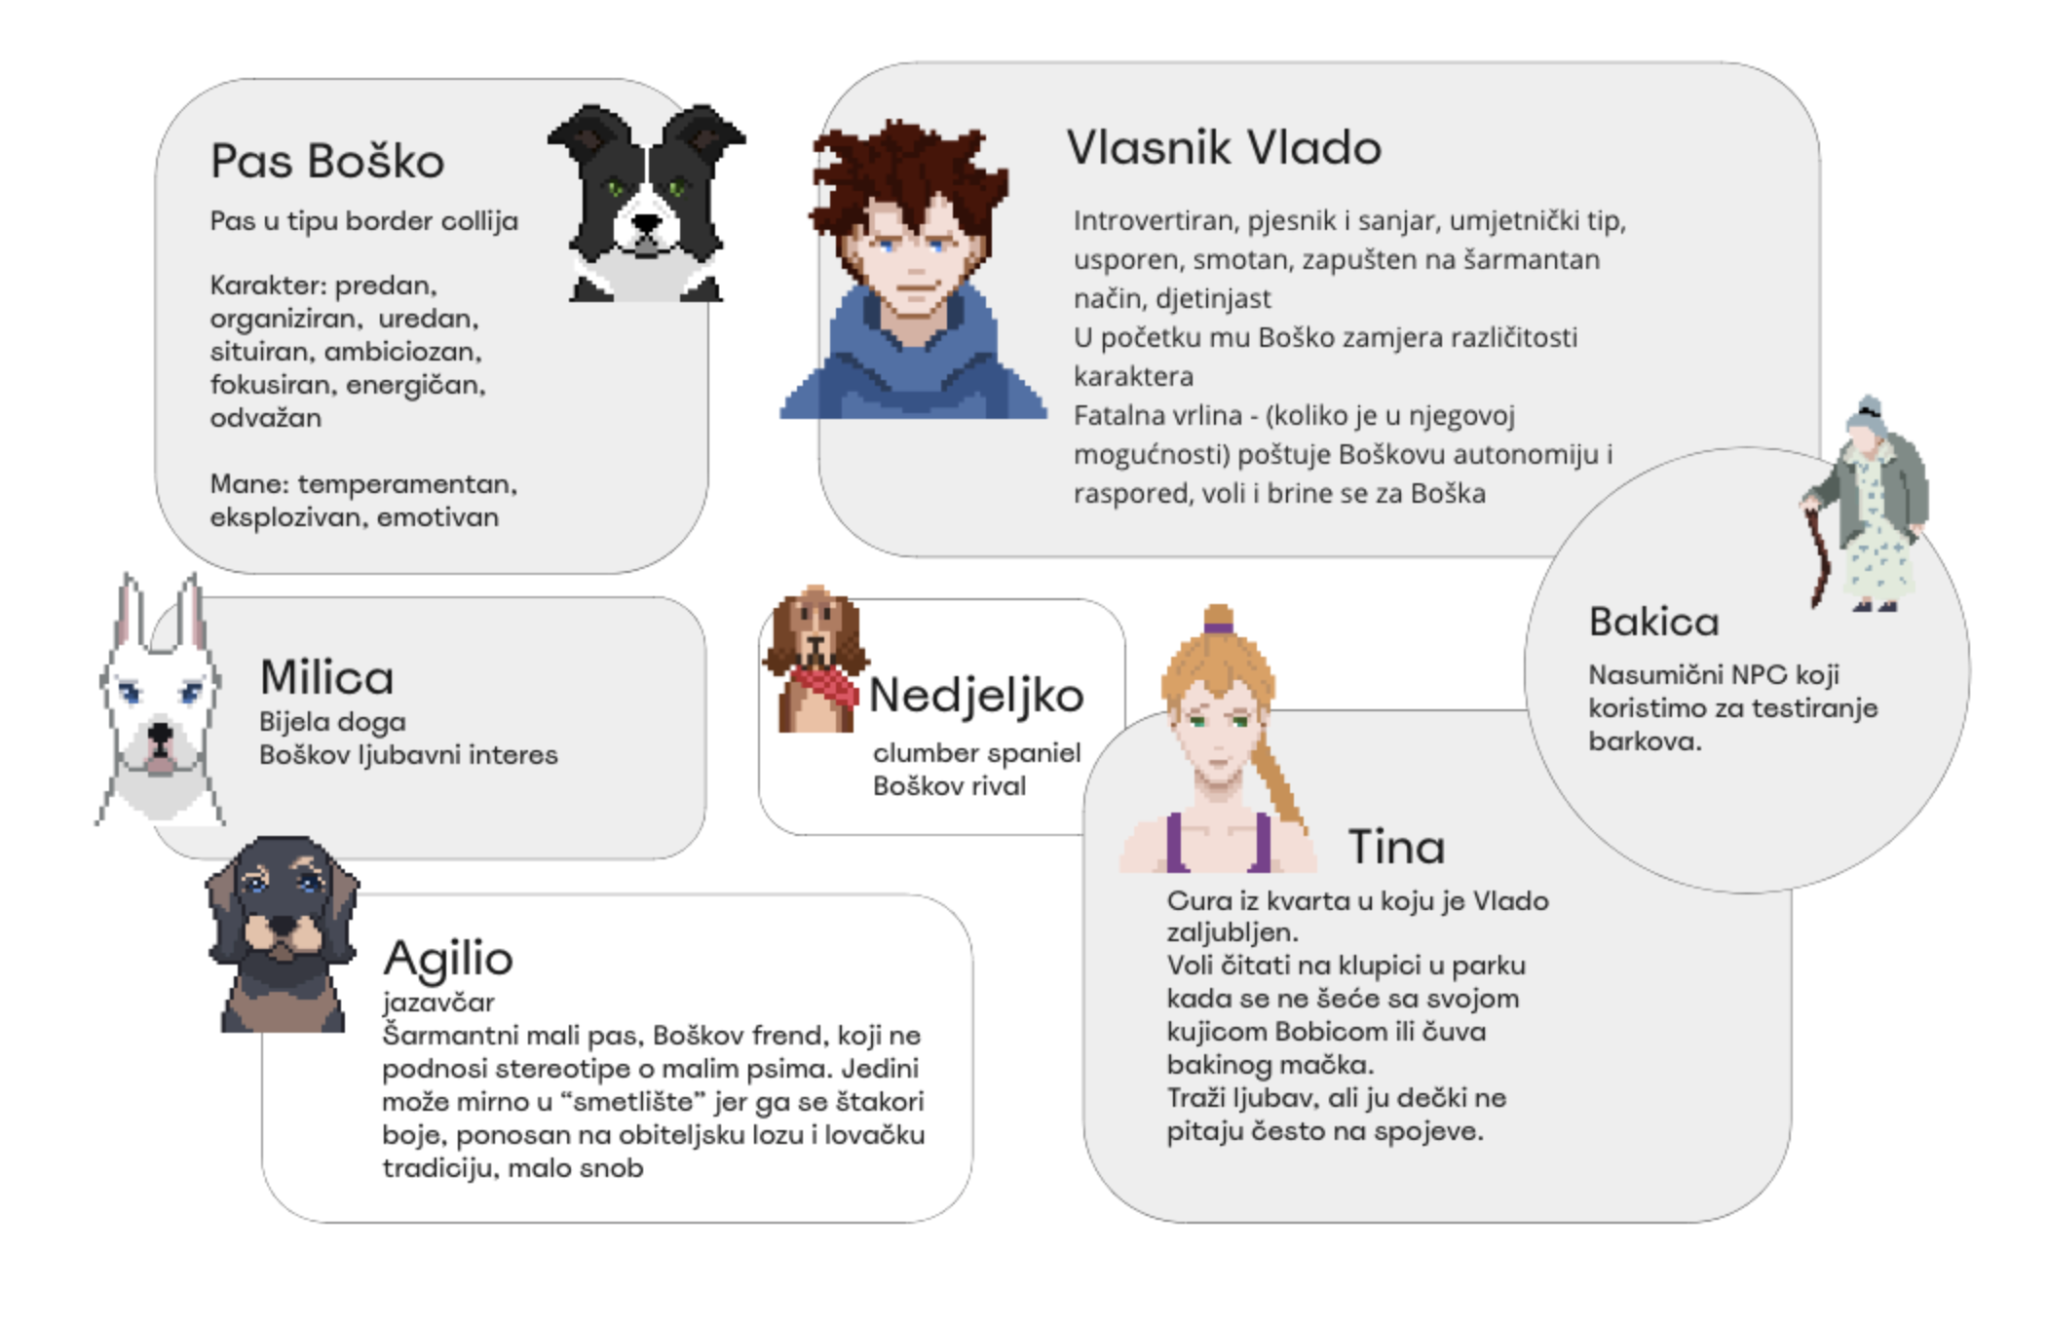 Pas Boško
Pas u tipu border collija
Karakter: predan,
organiziran, uredan,
situiran, ambiciozan,
fokusiran, energičan,
odvažan
Mane: temperamentan,
eksplozivan, emotivan
Vlasnik Vlado
Introvertiran, pjesnik i sanjar, umjetnički tip,
usporen, smotan, zapušten na šarmantan
način, djetinjast
U početku mu Boško zamjera različitosti
karaktera
Fatalna vrlina - (koliko je u njegovoj
mogućnosti) poštuje Boškovu autonomiju i
raspored, voli i brine se za Boška
Bakica
Nasumični NPC koji
koristimo za testiranje
barkova.
Milica
Bijela doga
Boškov ljubavni interes
Nedjeljko
clumber spaniel
Boškov rival
Tina
Cura iz kvarta u koju je Vlado
zaljubljen.
Voli čitati na klupici u parku
kada se ne šeće sa svojom
kujicom Bobicom ili čuva
bakinog mačka.
Traži ljubav, ali ju dečki ne
pitaju često na spojeve.
Agilio
jazavčar
Šarmantni mali pas, Boškov frend, koji ne
podnosi stereotipe o malim psima. Jedini
može mirno u “smetlište” jer ga se štakori
boje, ponosan na obiteljsku lozu i lovačku
tradiciju, malo snob